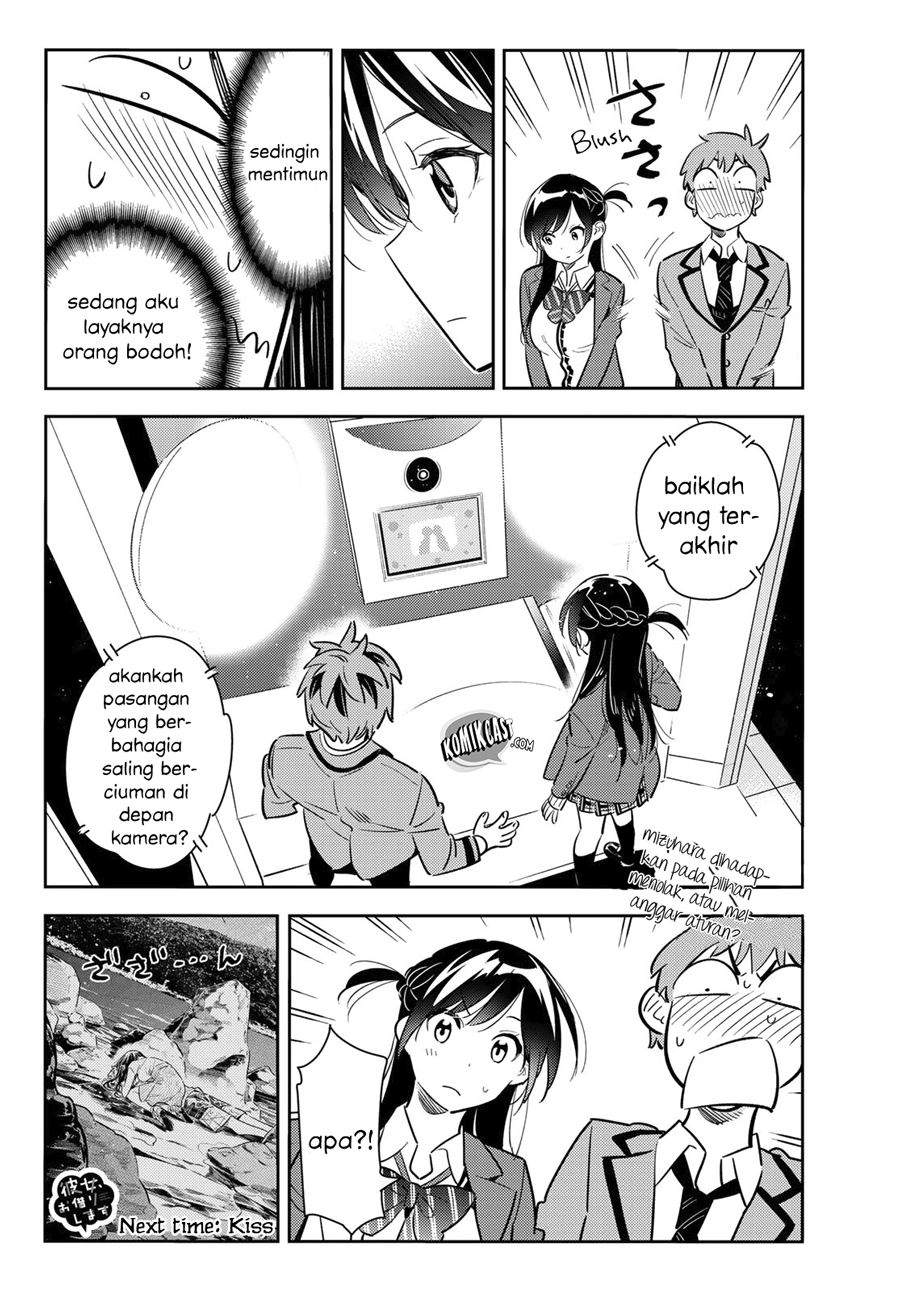 さささっ
Blush
sedingin
mentimun
sedang aku
layaknya
orang bodoh!
baiklah
yang ter-
akhir
akankah
pasangan
yang ber-
bahagia
saling ber-
ciuman di
depan
kamera?
KOMIKCAST
.COM
mizuhara dihadap-
kan pada pilihan
menolak, atau mel-
anggar aturan?
apa?!
ざざ…ん
彼女、
お借り
します
Next time: Kiss